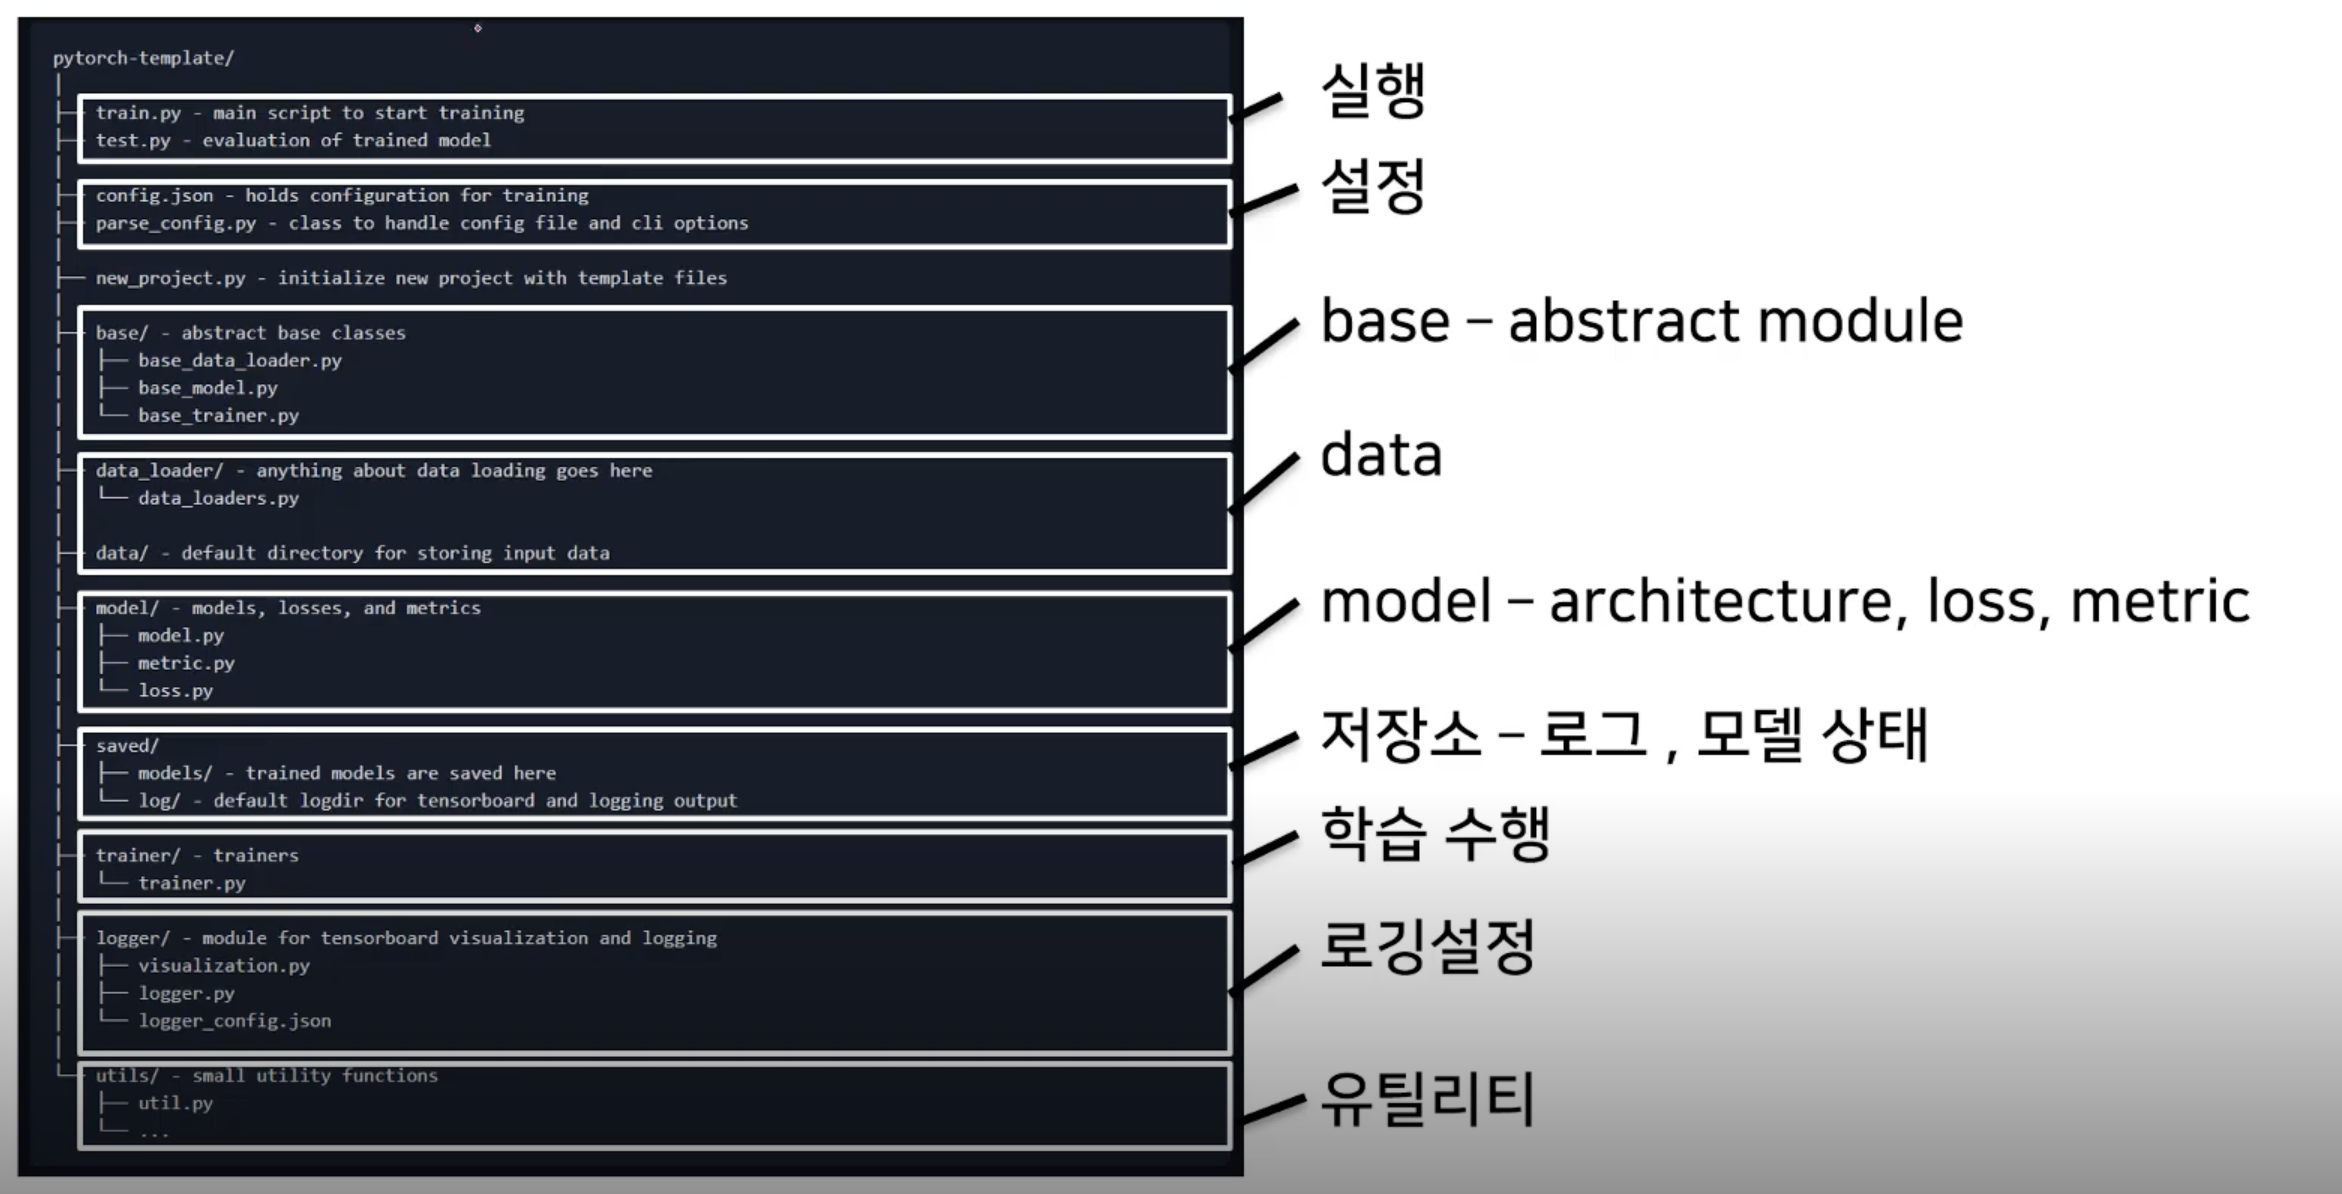 pytorch-template/
train.py - main script to start training
test.py - evaluation of trained model
실행
config.json - holds configuration for training
parse_config.py - class to handle config file and cli options
설정
new_project.py - initialize new project with template files
base/ - abstract base classes
base_data_loader.py
base_model.py
base_trainer.py
base – abstract module
data_loader/ - anything about data loading goes here
data_loaders.py
data/ - default directory for storing input data
data
model/ - models, losses, and metrics
model.py
metric.py
loss.py
model – architecture, loss, metric
saved/
models/ - trained models are saved here
log/ - default logdir for tensorboard and logging output
저장소 – 로그 , 모델 상태
trainer/ - trainers
trainer.py
학습 수행
logger/ - module for tensorboard visualization and logging
visualization.py
logger.py
logger_config.json
로깅설정
utils/ - small utility functions
util.py
...
유틸리티